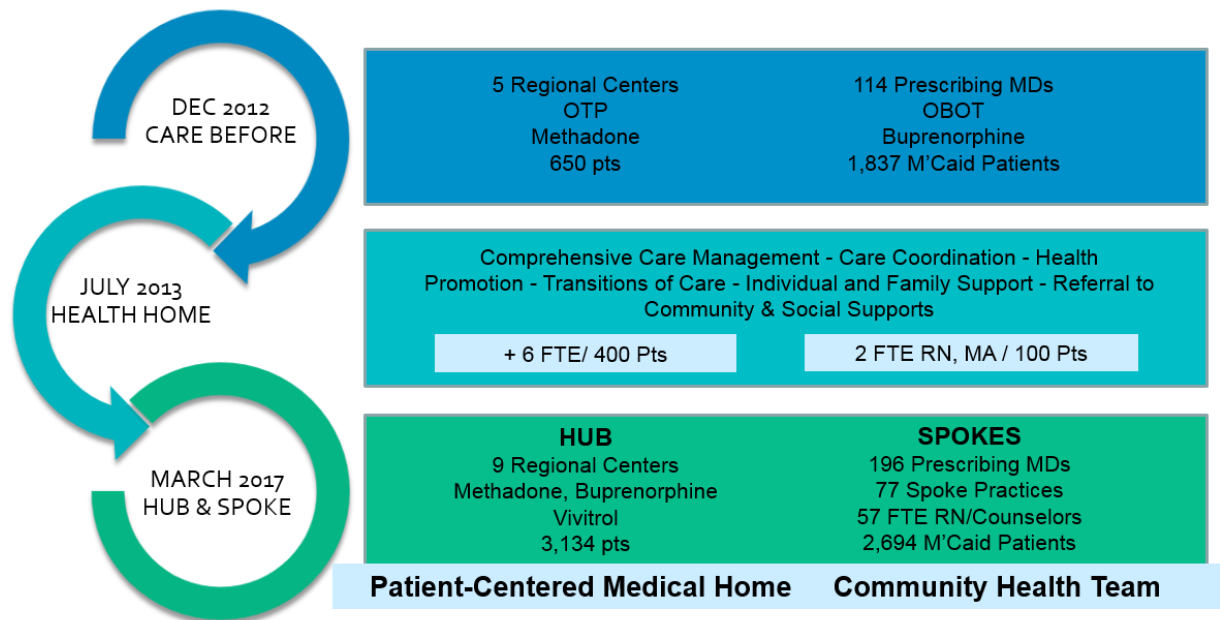 DEC 2012
CARE BEFORE
5 Regional Centers
OTP
Methadone
650 pts
114 Prescribing MDs
OBOT
Buprenorphine
1,837 M'Caid Patients
JULY 2013
HEALTH HOME
Comprehensive Care Management - Care Coordination - Health
Promotion - Transitions of Care - Individual and Family Support - Referral to
Community & Social Supports
+ 6 FTE/ 400 Pts
2 FTE RN, MA / 100 Pts
MARCH 2017
HUB & SPOKE
HUB
9 Regional Centers
Methadone, Buprenorphine
Vivitrol
3,134 pts
SPOKES
196 Prescribing MDs
77 Spoke Practices
57 FTE RN/Counselors
2,694 M'Caid Patients
Patient-Centered Medical Home
Community Health Team